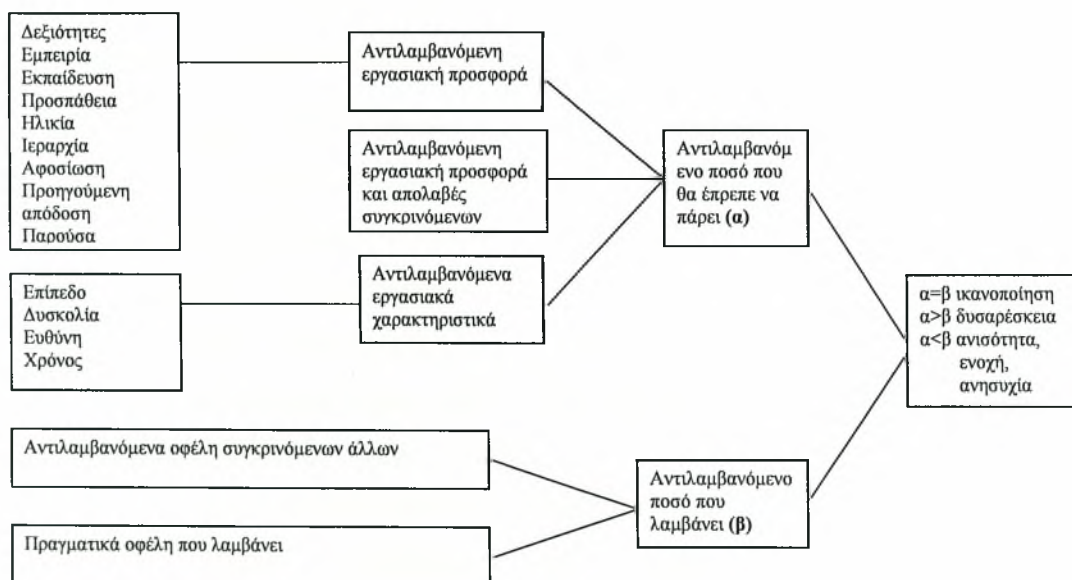 Δεξιότητες
Εμπειρία
Εκπαίδευση
Προσπάθεια
Ηλικία
Ιεραρχία
Αφοσίωση
Προηγούμενη
απόδοση
Παρούσα
Αντιλαμβανόμενη
εργασιακή προσφορά
Αντιλαμβανόμενη
εργασιακή προσφορά
και απολαβές
συγκρινόμενων
Αντιλαμβανόμ
ενο ποσό που
θα έπρεπε να
πάρει (α)
Επίπεδο
Δυσκολία
Ευθύνη
Χρόνος
Αντιλαμβανόμενα
εργασιακά
χαρακτηριστικά
α=β ικανοποίηση
α>β δυσαρέσκεια
α<β ανισότητα,
ενοχή,
ανησυχία
Αντιλαμβανόμενα οφέλη συγκρινόμενων άλλων
Αντιλαμβανόμενο
ποσό που
λαμβάνει (β)
Πραγματικά οφέλη που λαμβάνει